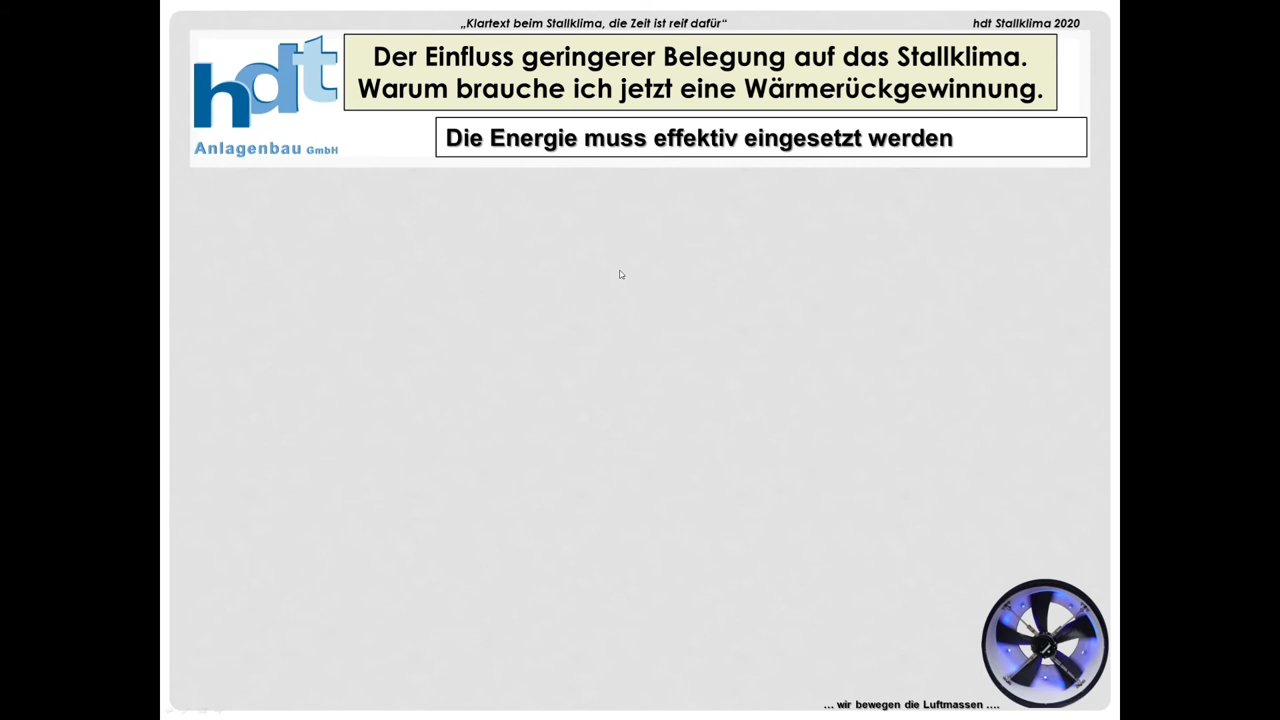 „Klartext beim Stallklima, die Zeit ist reif dafür“ hdt Stallklima 2020
hdt
Anlagenbau GmbH
Der Einfluss geringerer Belegung auf das Stallklima.
Warum brauche ich jetzt eine Wärmerückgewinnung.
Die Energie muss effektiv eingesetzt werden
... wir bewegen die Luftmassen ....